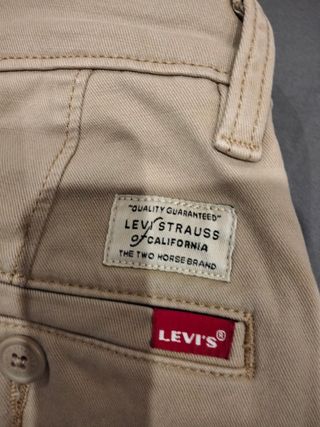 "QUALITY GUARANTEED"
LEVI STRAUSS
OF CALIFORNIA
THE TWO HORSE BRAND
LEVI'S®